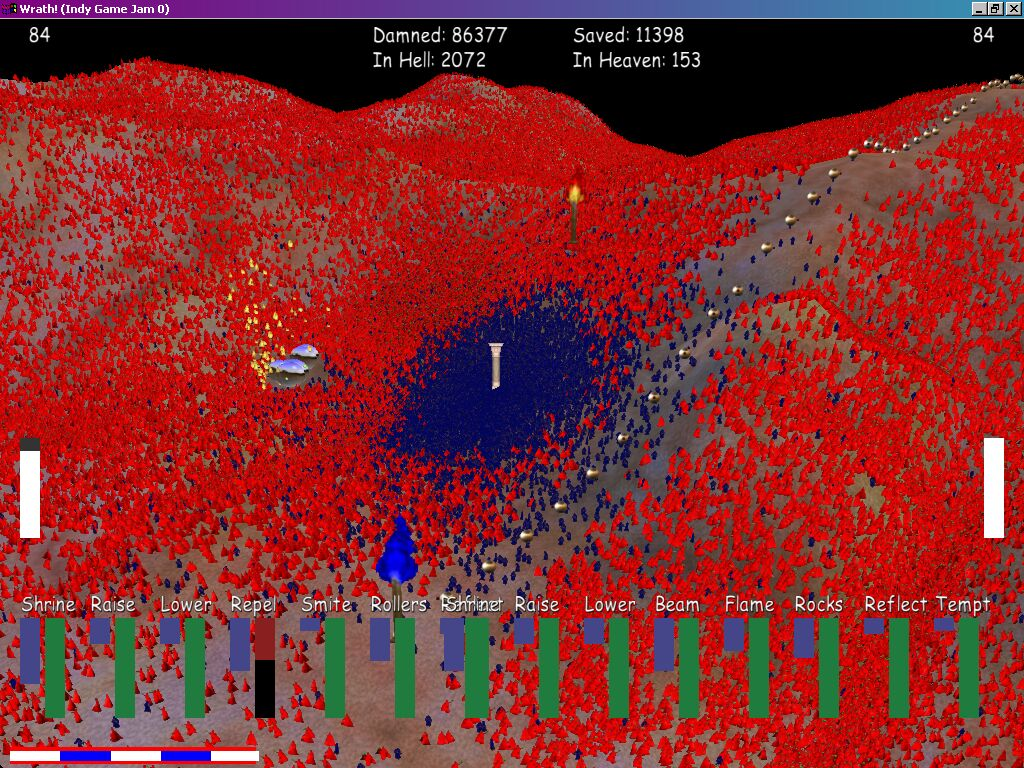 Wrath! (Indy Game Jam 0)
84 Damned: 86377 Saved: 11398 84
In Hell: 2072 In Heaven: 153
Shrine Raise Lower Repel Smite Rollers Shrine Raise Lower Beam Flame Rocks Reflect Tempt